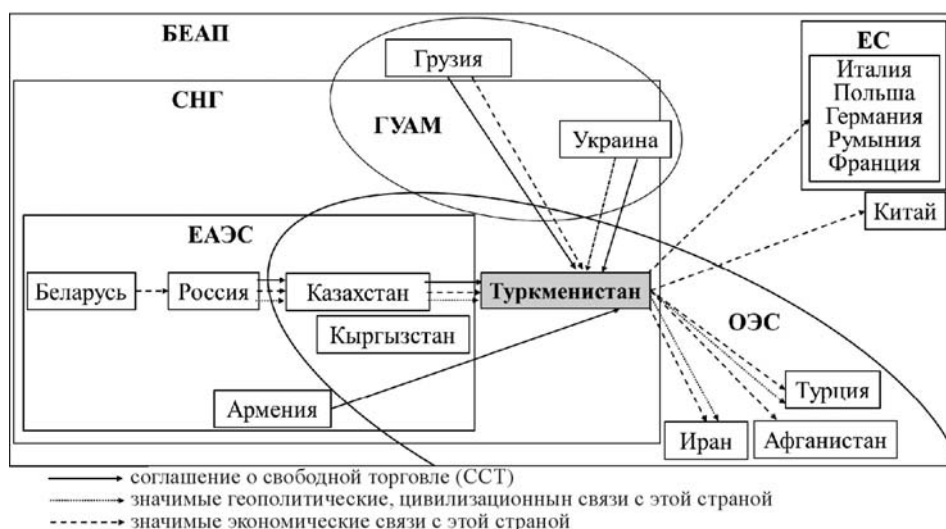 БЕАП
ЕС
Грузия
Италия
Польша
Германия
Румыния
Франция
СНГ
ГУАМ
Украина
Китай
ЕАЭС
Беларусь
Россия
Казахстан
Туркменистан
Кыргызстан
ОЭС
Армения
Турция
Иран
Афганистан
соглашение о свободной торговле (ССТ)
значимые геополитические, цивилизационнын связи с этой страной
значимые экономические связи с этой страной